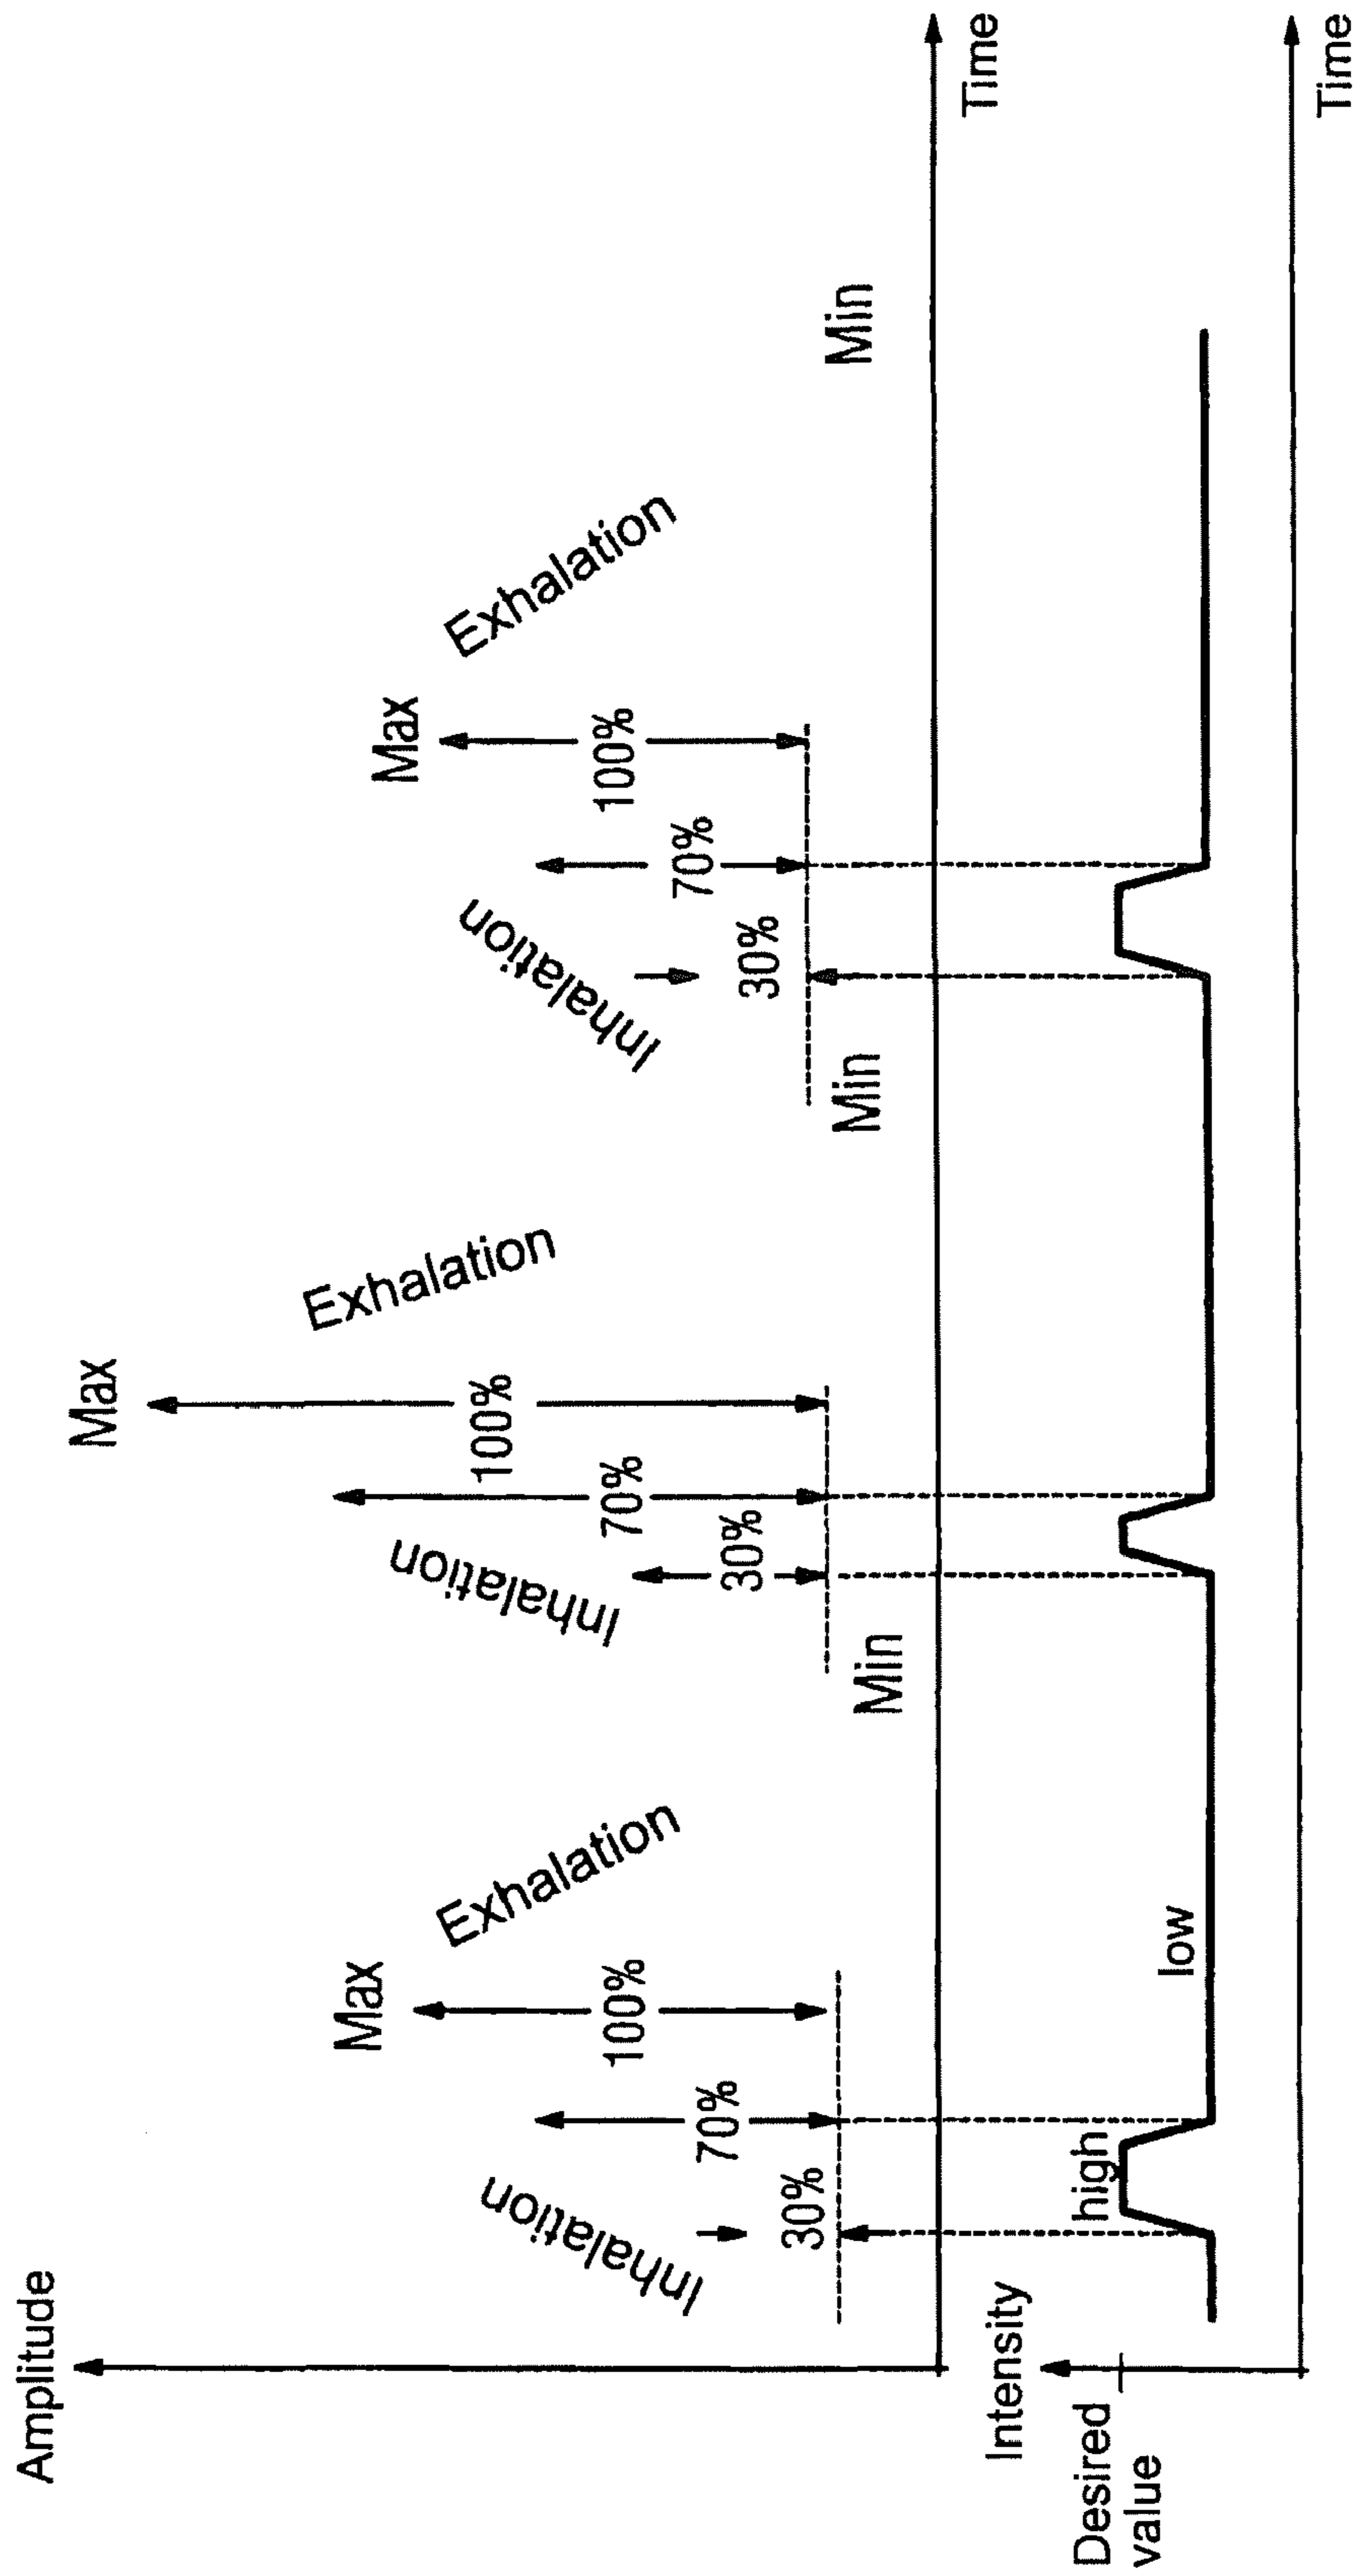 Amplitude
Max
Max
Max
Exhalation
Exhalation
Exhalation
Inhalation
Inhalation
Inhalation
100%
70%
30%
100%
70%
30%
100%
70%
30%
Min
Min
Min
Time
Intensity
Desired
value
high
low
Time